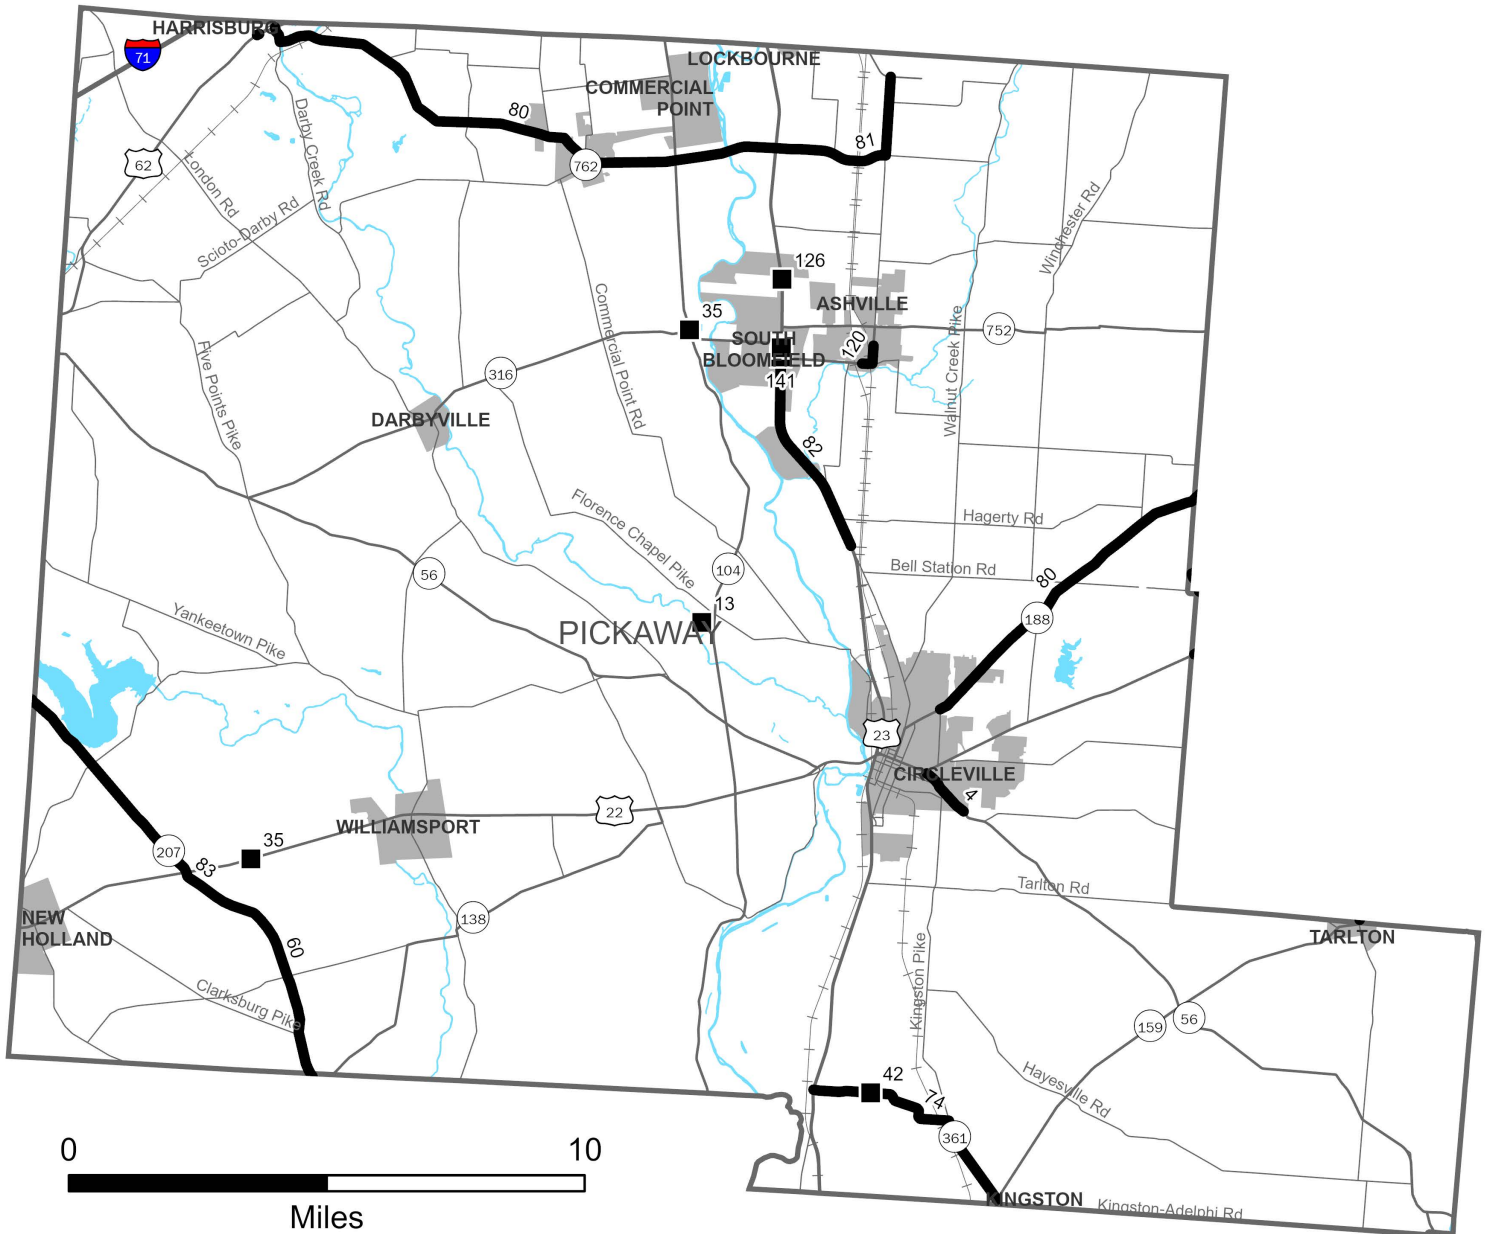 HARRISBURG
71
LOCKBOURNE
COMMERCIAL
POINT
80
81
62
762
Darby Creek Rd
London Rd
Scioto-Darby Rd
Winchester Rd
126
ASHVILLE
35
Commercial Point Rd
752
SOUTH
BLOOMFIELD
120
Walnut Creek Pike
Five Points Pike
316
141
DARBYVILLE
82
Florence Chapel Pike
Hagerty Rd
104
56
Bell Station Rd
80
13
188
Yankeetown Pike
PICKAWAY
23
CIRCLEVILLE
4
22
WILLIAMSPORT
35
207
83
Tarlton Rd
NEW
HOLLAND
138
60
TARLTON
Kingston Pike
Clarksburg Pike
159
56
42
Hayesville Rd
74
361
0
10
Miles
KINGSTON
Kingston-Adelphi Rd